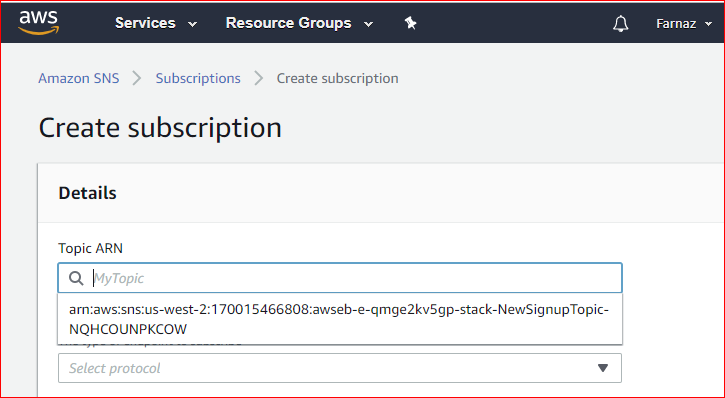 aws Services Resource Groups Farnaz
Amazon SNS Subscriptions Create subscription
Create subscription
Details
Topic ARN
MyTopic
arn:aws:sns:us-west-2:170015466808:awseb-e-qmge2kv5gp-stack-NewSignupTopic-
NQHCOUNPKCOW
Select protocol